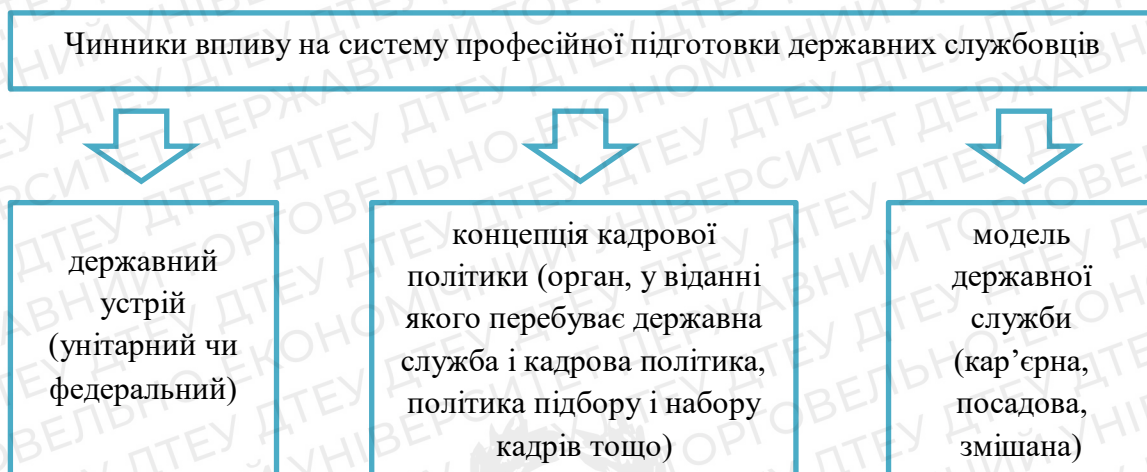 Чинники впливу на систему професійної підготовки державних службовців
державний
устрій
(унітарний чи
федеральний)
концепція кадрової
політики (орган, у віданні
якого перебуває державна
служба і кадрова політика,
політика підбору і набору
кадрів тощо)
модель
державної
служби
(кар’єрна,
посадова,
змішана)